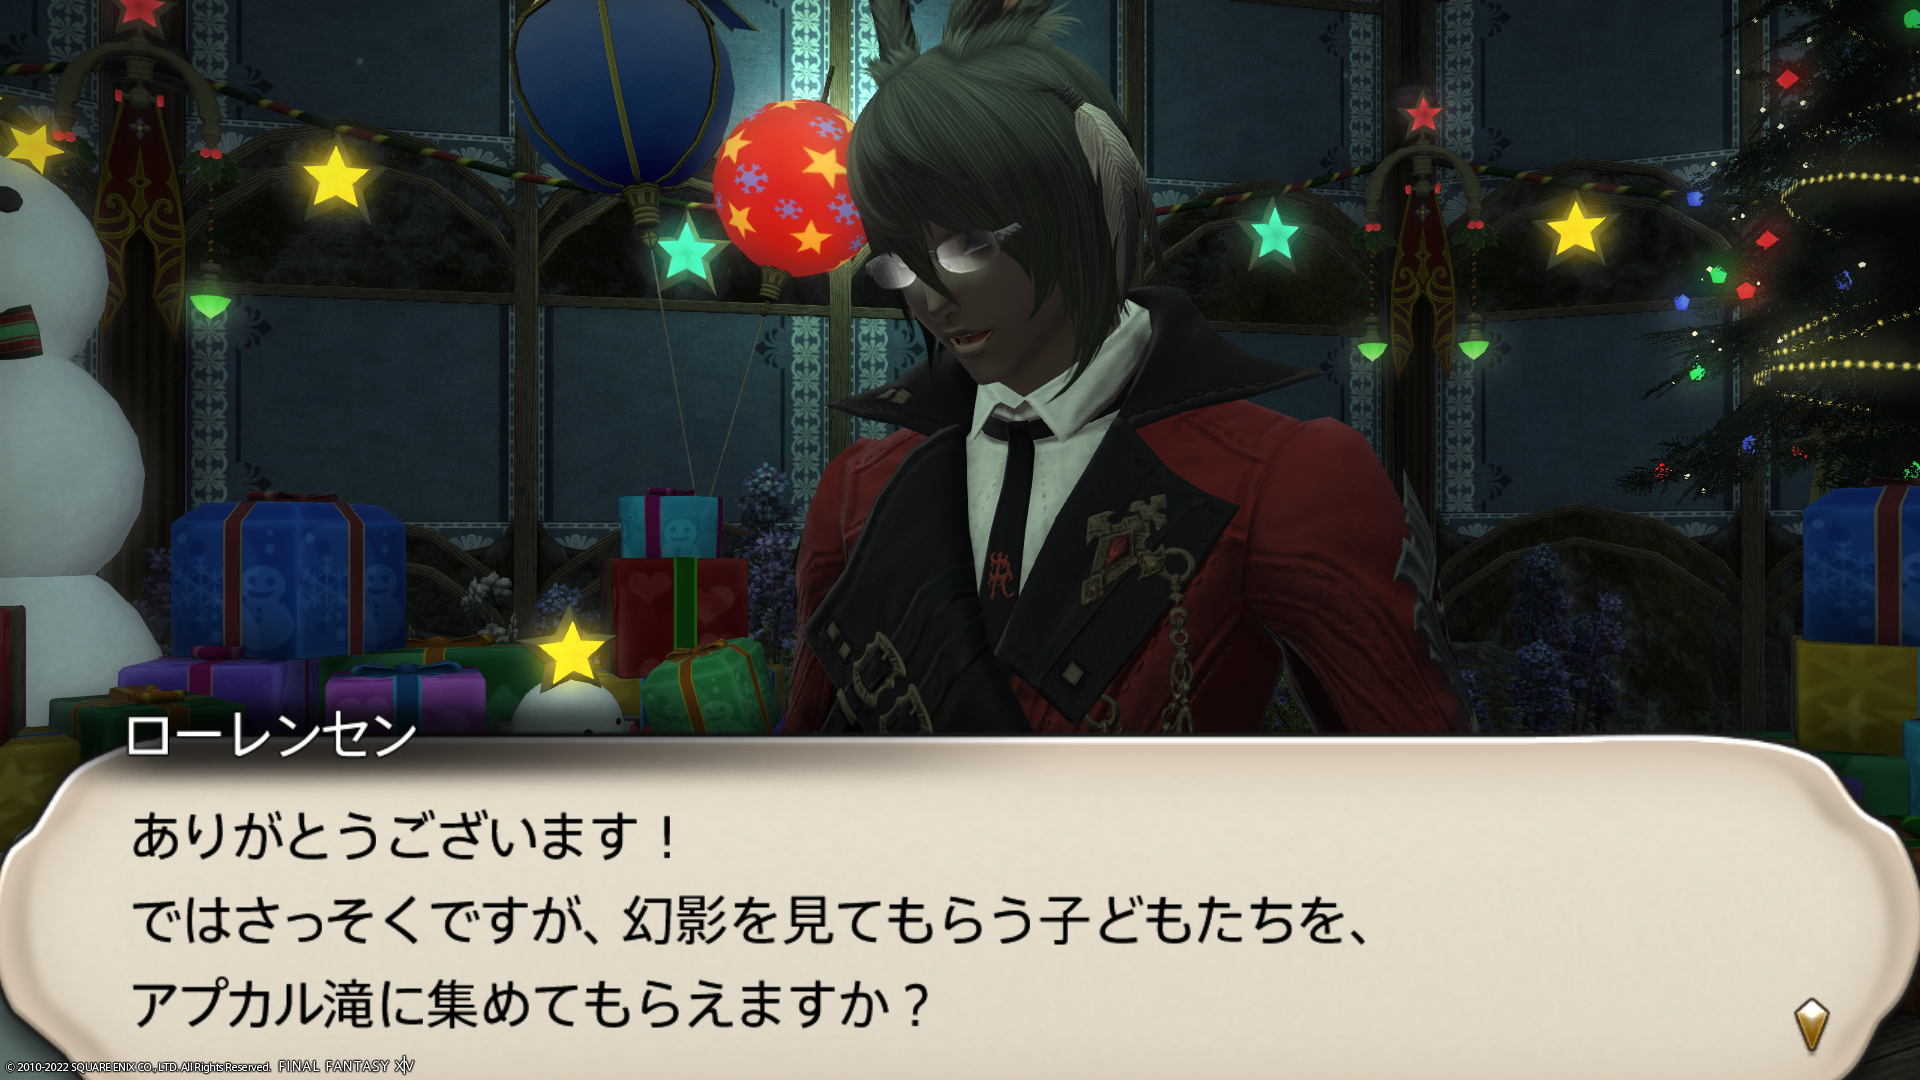 ローレンセン
ありがとうございます！
ではさっそくですが、幻影を見てもらう子どもたちを、
アプカル滝に集めてもらえますか？
© 2010-2022 SQUARE ENIX CO., LTD. All Rights Reserved. FINAL FANTASY XIV